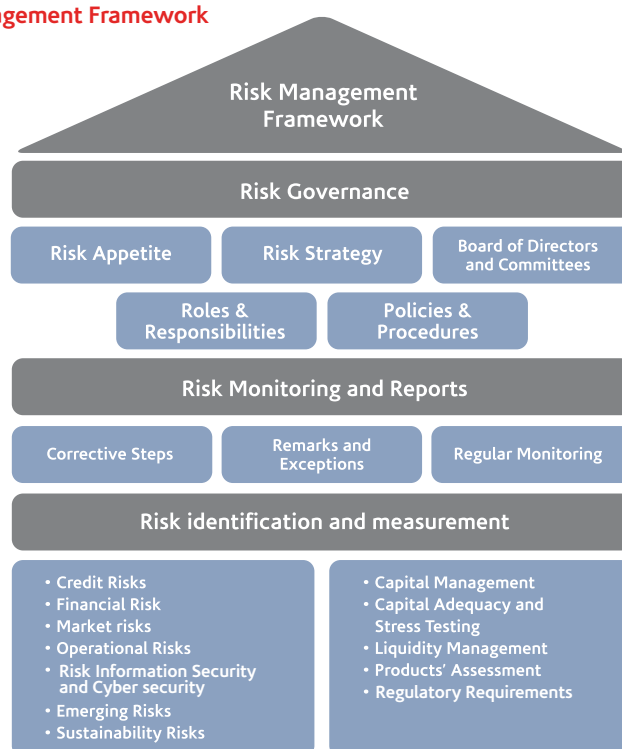 agement Framework
Risk Management
Framework
Risk Governance
Risk Appetite
Risk Strategy
Board of Directors
and Committees
Roles &
Responsibilities
Policies &
Procedures
Risk Monitoring and Reports
Corrective Steps
Remarks and
Exceptions
Regular Monitoring
Risk identification and measurement
• Credit Risks
• Financial Risk
• Market risks
• Operational Risks
• Risk Information Security
and Cyber security
• Emerging Risks
• Sustainability Risks
• Capital Management
• Capital Adequacy and
Stress Testing
• Liquidity Management
• Products’ Assessment
• Regulatory Requirements